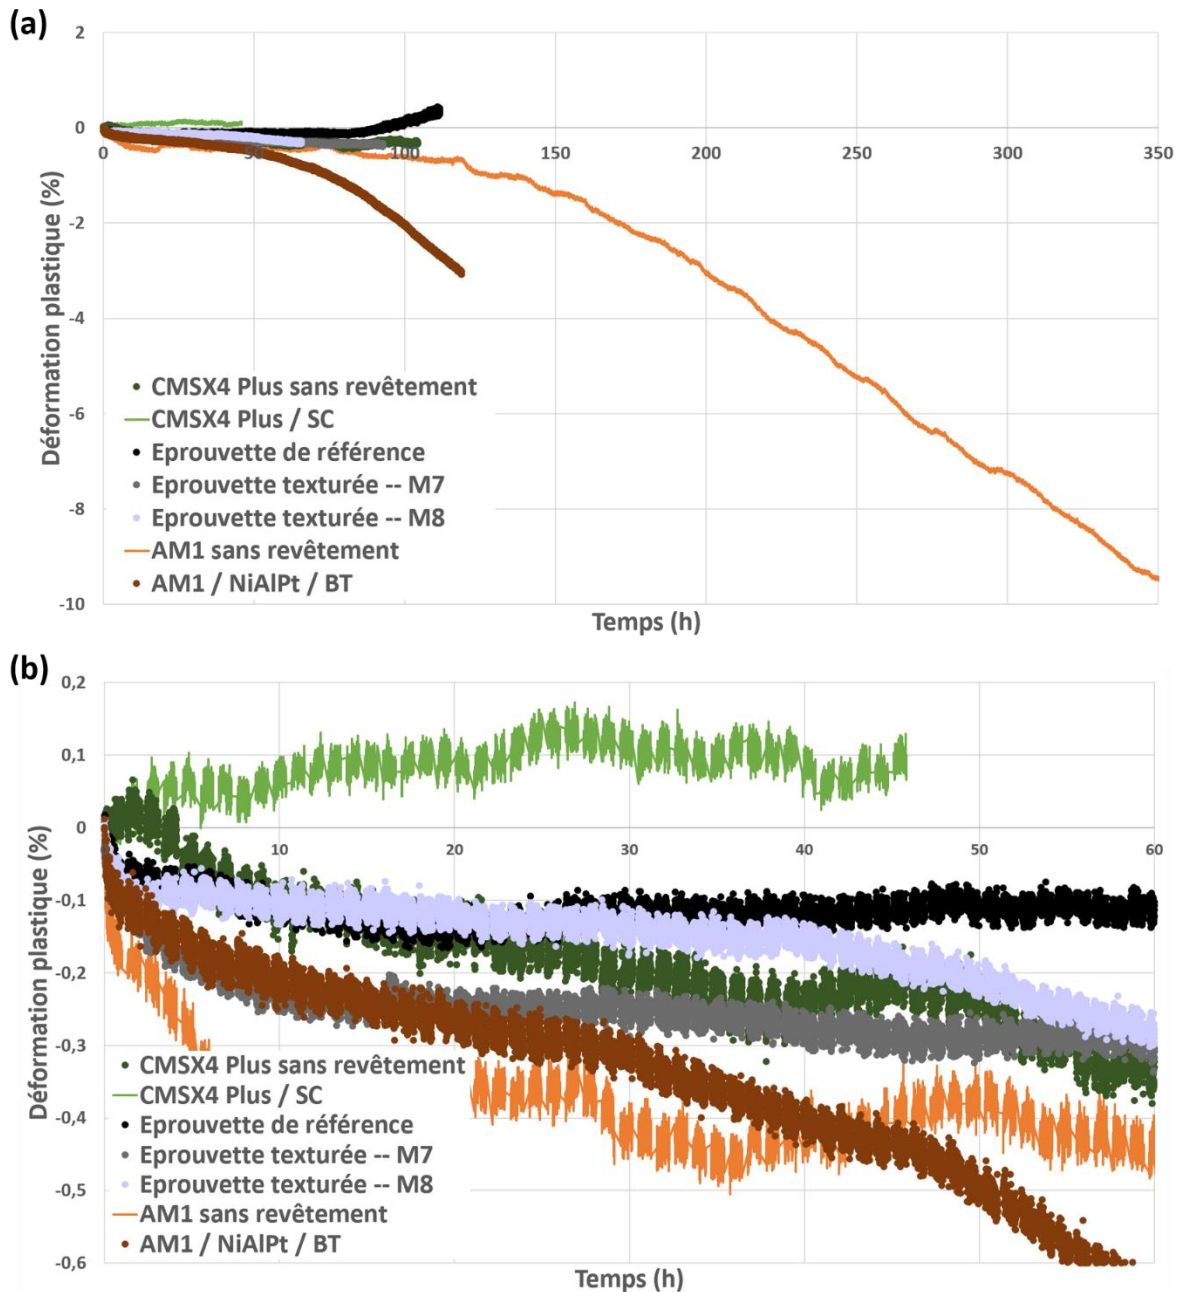 (a)
2
0
-2
-4
-6
-8
-10
0
50
100
150
200
250
300
350
Déformation plastique (%)
CMSX4 Plus sans revêtement
CMSX4 Plus / SC
Eprouvette de référence
Eprouvette texturée -- M7
Eprouvette texturée -- M8
AM1 sans revêtement
AM1 / NiAlPt / BT
Temps (h)
(b)
0,2
0,1
0
-0,1
-0,2
-0,3
-0,4
-0,5
-0,6
10
20
30
40
50
60
Déformation plastique (%)
CMSX4 Plus sans revêtement
CMSX4 Plus / SC
Eprouvette de référence
Eprouvette texturée -- M7
Eprouvette texturée -- M8
AM1 sans revêtement
AM1 / NiAlPt / BT
Temps (h)